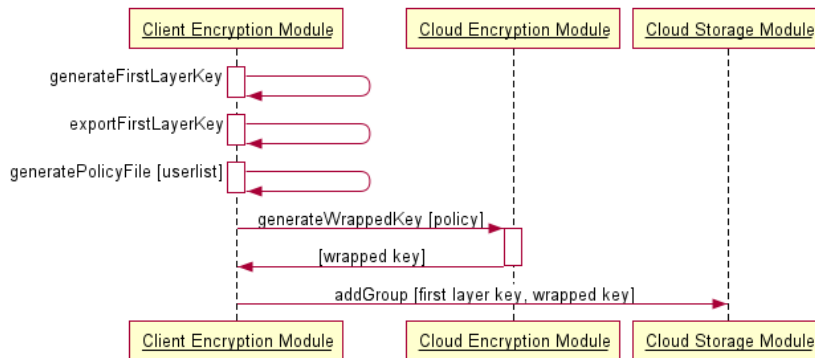 Client Encryption Module
Cloud Encryption Module
Cloud Storage Module
generateFirstLayerKey
exportFirstLayerKey
generatePolicyFile [userlist]
generateWrappedKey [policy]
[wrapped key]
addGroup [first layer key, wrapped key]
Client Encryption Module
Cloud Encryption Module
Cloud Storage Module